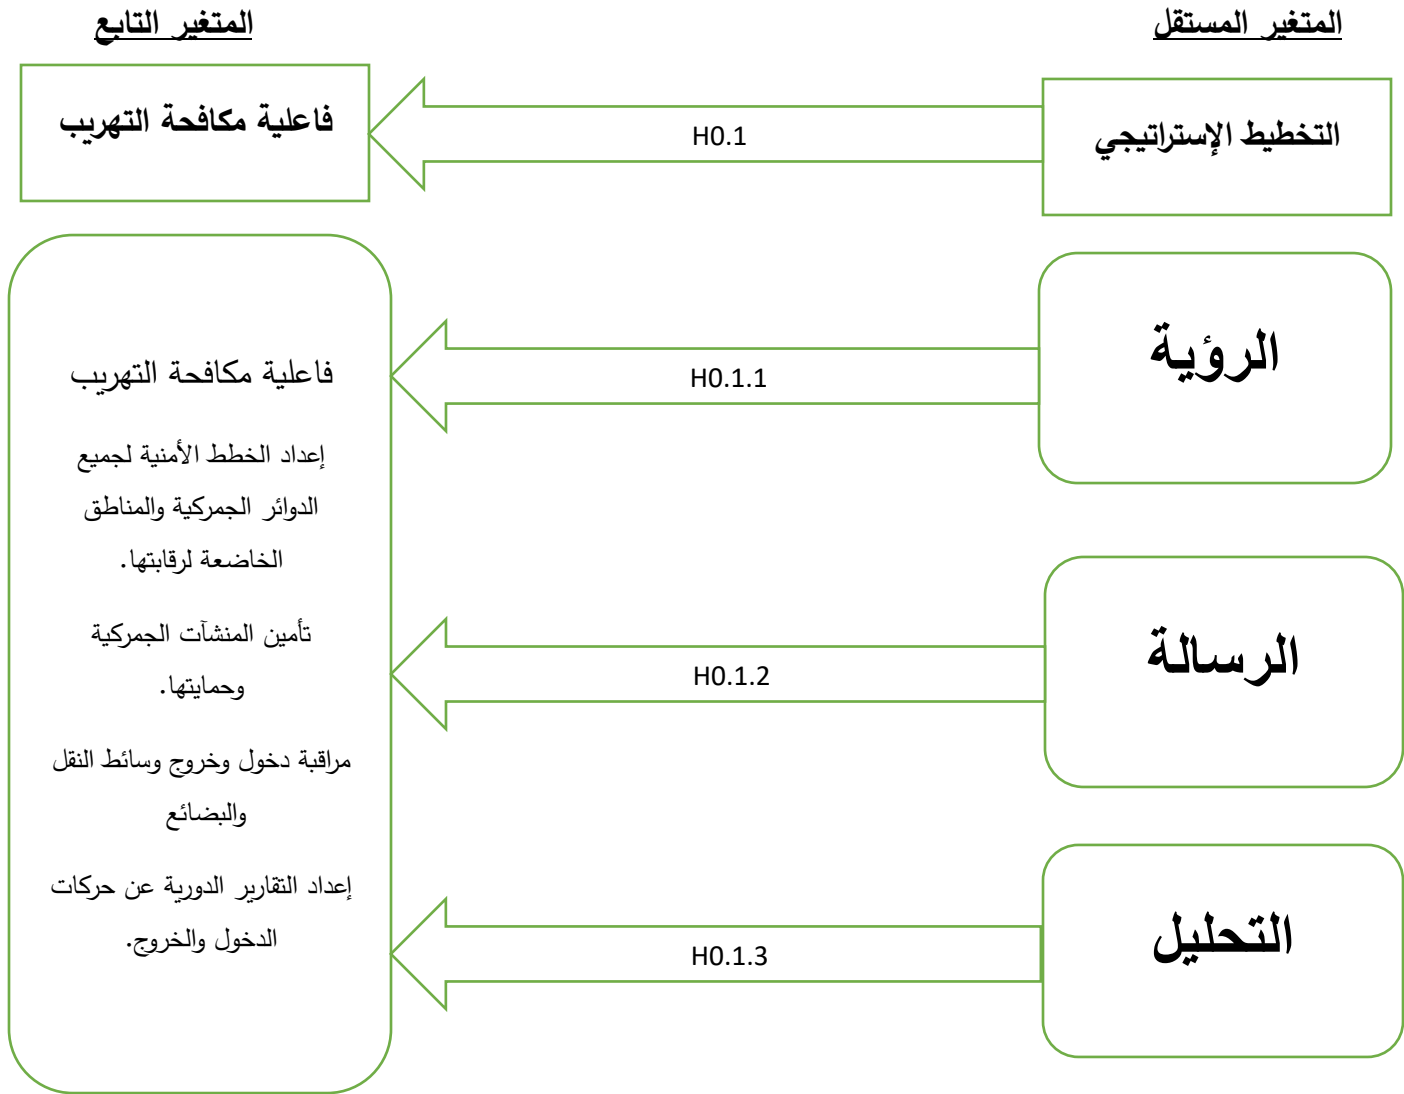 المتغير المستقل
المتغير التابع
التخطيط الإستراتيجي
H0.1
فاعلية مكافحة التهريب
الرؤية
H0.1.1
الرسالة
H0.1.2
التحليل
H0.1.3
فاعلية مكافحة التهريب
إعداد الخطط الأمنية لجميع
الدوائر الجمركية والمناطق
الخاضعة لرقابتها.
تأمين المنشآت الجمركية
وحمايتها.
مراقبة دخول وخروج وسائط النقل
والبضائع
إعداد التقارير الدورية عن حركات
الدخول والخروج.